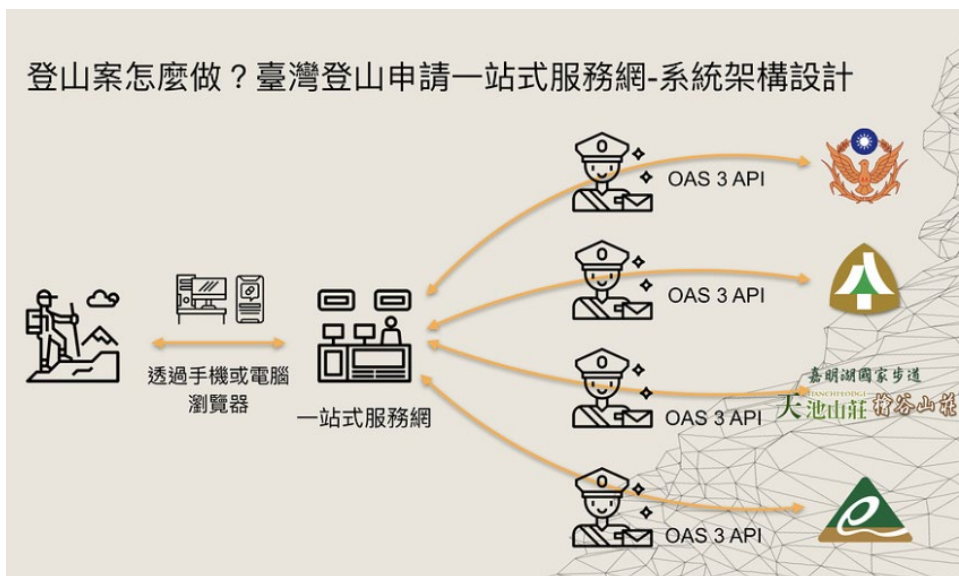 登山案怎麼做？臺灣登山申請一站式服務網-系統架構設計
OAS 3 API
OAS 3 API
透過手機或電腦
瀏覽器
一站式服務網
嘉明湖國家步道
TIANCHI LODGE
天池山莊 檜谷山莊
OAS 3 API
OAS 3 API